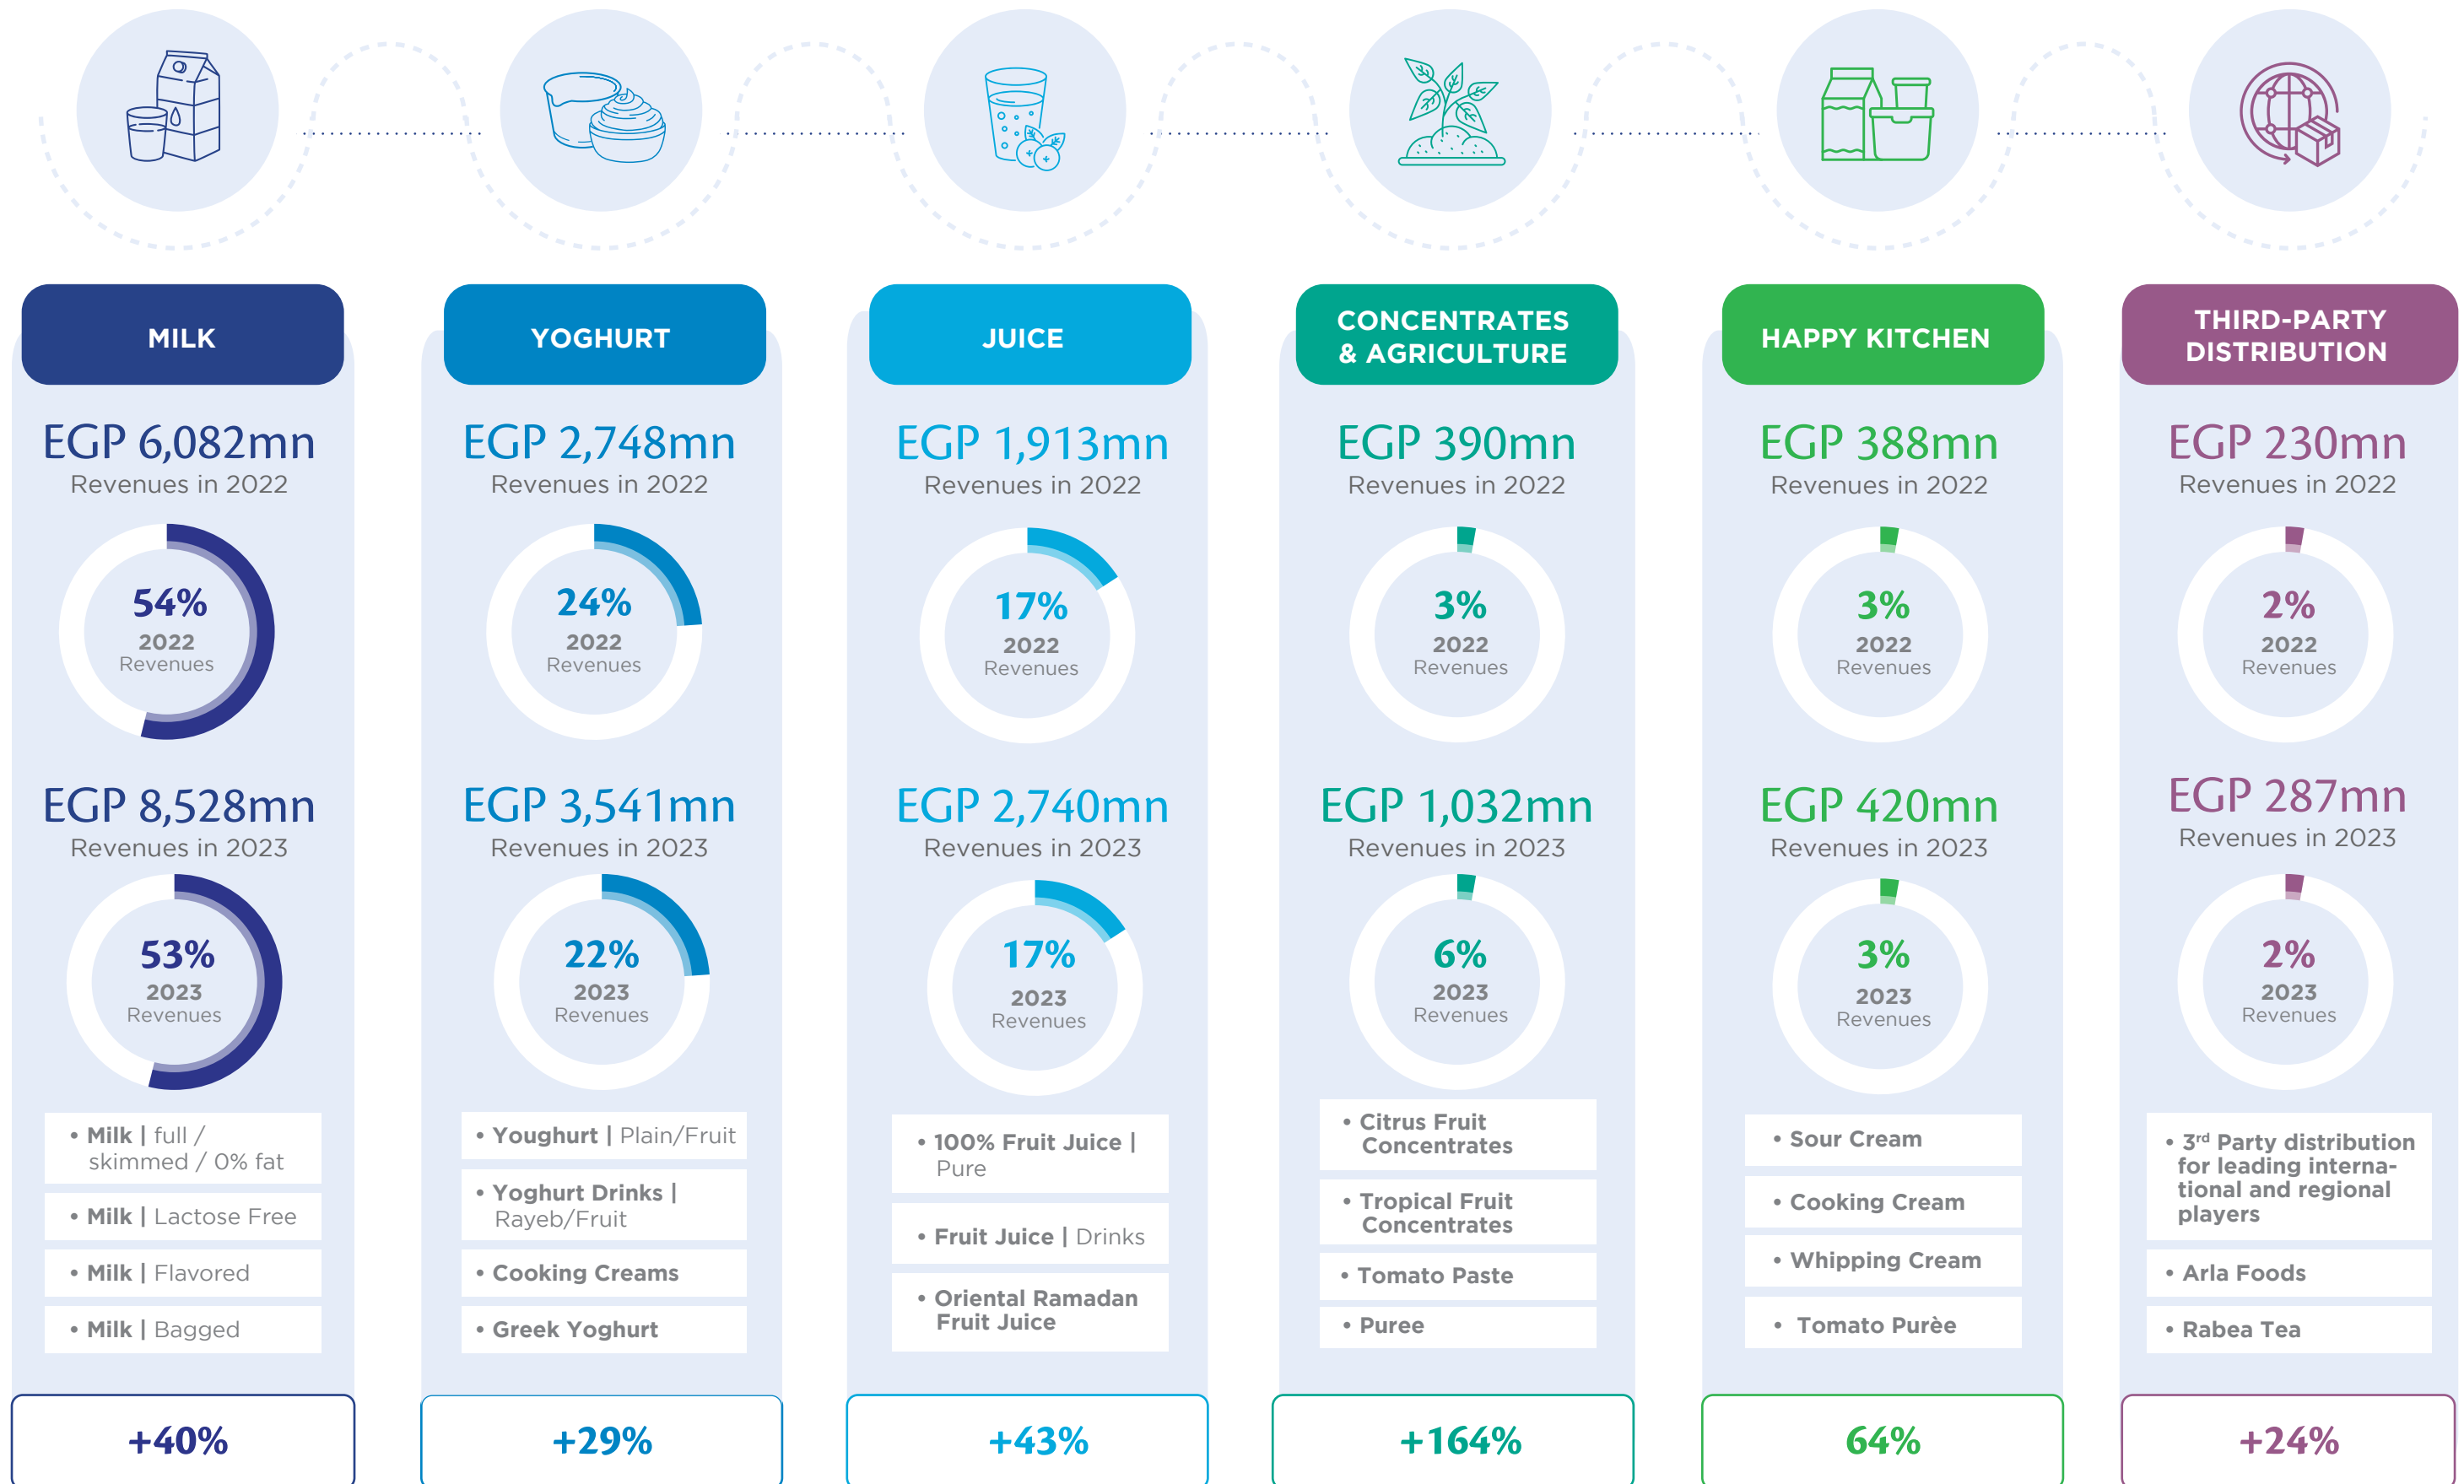 MILK
EGP 6,082mn
Revenues in 2022
54%
2022
Revenues
EGP 8,528mn
Revenues in 2023
53%
2023
Revenues
• Milk | full /
skimmed / 0% fat
• Milk | Lactose Free
• Milk | Flavored
• Milk | Bagged
+40%
YOGHURT
EGP 2,748mn
Revenues in 2022
24%
2022
Revenues
EGP 3,541mn
Revenues in 2023
22%
2023
Revenues
• Youghurt | Plain/Fruit
• Yoghurt Drinks |
Rayeb/Fruit
• Cooking Creams
• Greek Yoghurt
+29%
JUICE
EGP 1,913mn
Revenues in 2022
17%
2022
Revenues
EGP 2,740mn
Revenues in 2023
17%
2023
Revenues
• 100% Fruit Juice |
Pure
• Fruit Juice | Drinks
• Oriental Ramadan
Fruit Juice
+43%
CONCENTRATES
& AGRICULTURE
EGP 390mn
Revenues in 2022
3%
2022
Revenues
EGP 1,032mn
Revenues in 2023
6%
2023
Revenues
• Citrus Fruit
Concentrates
• Tropical Fruit
Concentrates
• Tomato Paste
• Puree
+164%
HAPPY KITCHEN
EGP 388mn
Revenues in 2022
3%
2022
Revenues
EGP 420mn
Revenues in 2023
3%
2023
Revenues
• Sour Cream
• Cooking Cream
• Whipping Cream
• Tomato Purèe
64%
THIRD-PARTY
DISTRIBUTION
EGP 230mn
Revenues in 2022
2%
2022
Revenues
EGP 287mn
Revenues in 2023
2%
2023
Revenues
• 3rd Party distribution
for leading interna-
tional and regional
players
• Arla Foods
• Rabea Tea
+24%